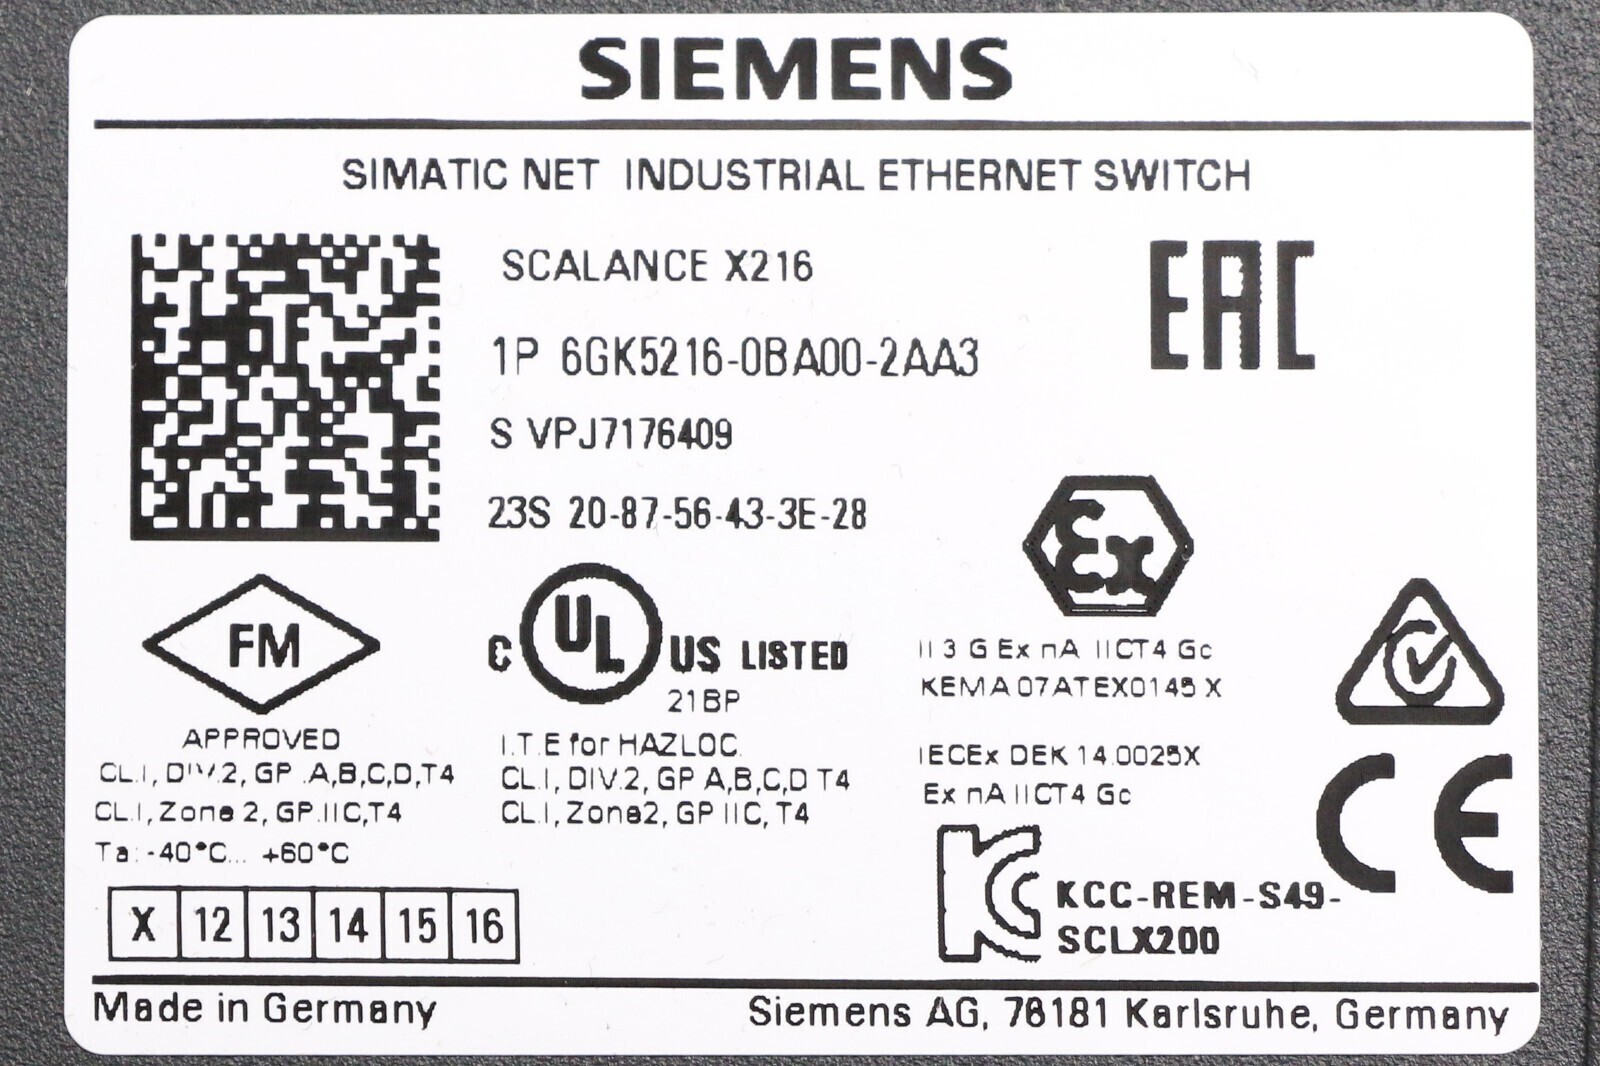 SIEMENS
SIMATIC NET INDUSTRIAL ETHERNET SWITCH
SCALANCE X216
1P 6GK5216-0BA00-2AA3
S VPJ7176409
23S 20-87-56-43-3E-28
EAC
Ex
FM
APPROVED
CL.I, DIV.2, GP .A,B,C,D,T4
CL.I, Zone 2, GP.IIC,T4
Ta: -40°C... +60°C
C UL US LISTED
21BP
I.T.E for HAZLOC.
CL.I, DIV.2, GP A,B,C,D T4
CL.I, Zone2, GP IIC, T4
II 3 G Ex nA IICT4 Gc
KEMA07ATEX0145 X
IECEx DEK 14.0025X
Ex nA IICT4 Gc
CE
KCC-REM-S49-
SCLX200
X 12 13 14 15 16
Made in Germany
Siemens AG, 76181 Karlsruhe, Germany